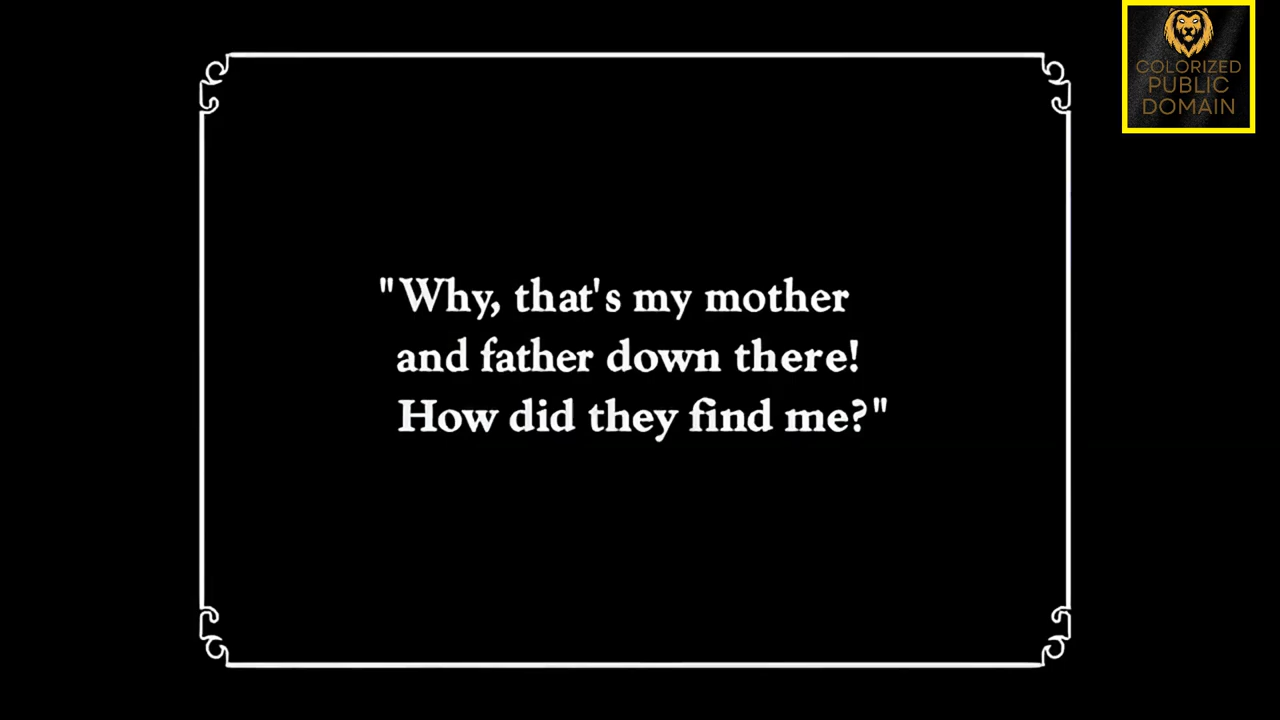 COLORIZED
PUBLIC
DOMAIN
"Why, that's my mother
and father down there!
How did they find me?"